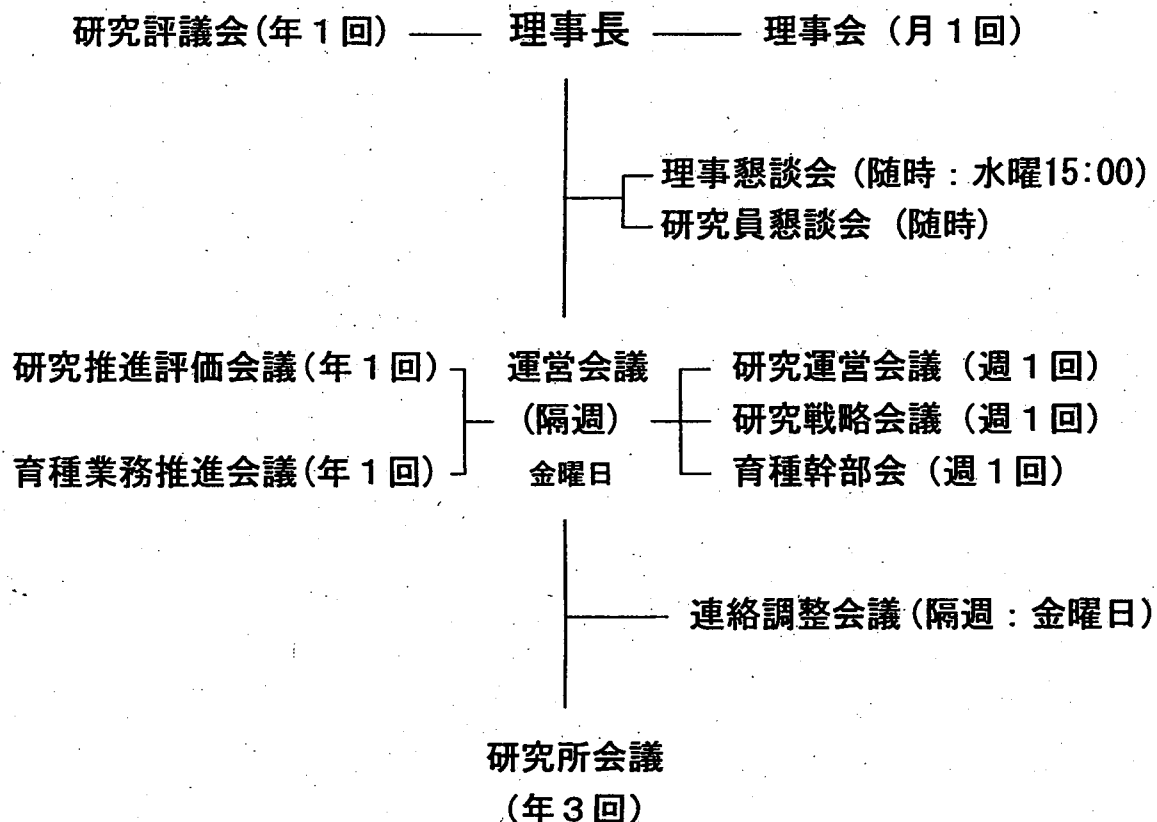 研究評議会(年1回) 理事長 理事会(月1回)
理事懇談会(随時:水曜15:00)
研究員懇談会(随時)
研究推進評価会議(年1回) 運営会議 研究運営会議(週1回)
(隔週) 研究戦略会議(週1回)
育種業務推進会議(年1回) 金曜日 育種幹部会(週1回)
連絡調整会議(隔週:金曜日)
研究所会議
(年3回)